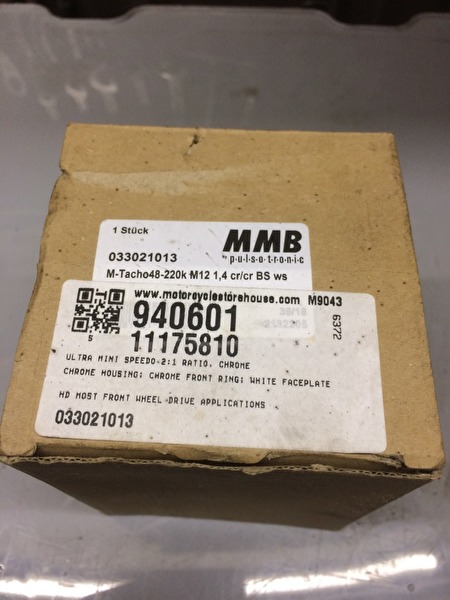 1 Stück
MMB
by pulsotronic
033021013
M-Tacho48-220k M12 1,4 cr/cr BS ws
www.motorcyclestorehouse.com M9043
940601
11175810
5
6372
ULTRA MINI SPEEDO 2:1 RATIO, CHROME
CHROME HOUSING; CHROME FRONT RING; WHITE FACEPLATE
HD MOST FRONT WHEEL DRIVE APPLICATIONS
033021013